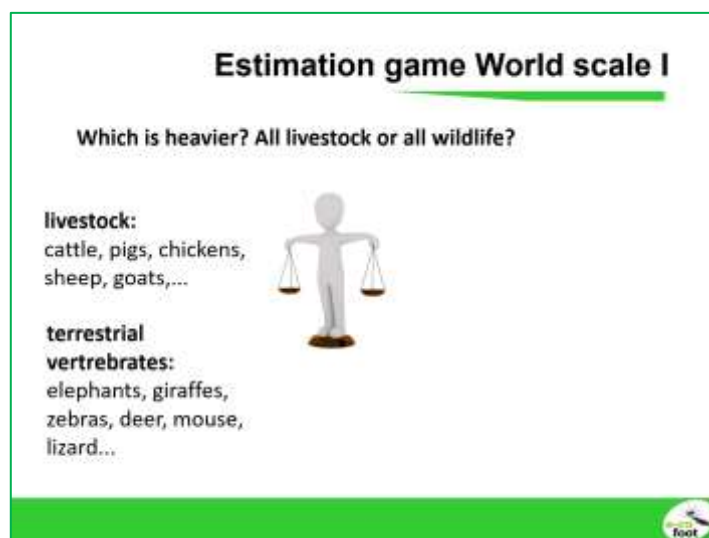 Estimation game World scale I
Which is heavier? All livestock or all wildlife?
livestock:
cattle, pigs, chickens,
sheep, goats,...
terrestrial
vertrebrates:
elephants, giraffes,
zebras, deer, mouse,
lizard...
foot